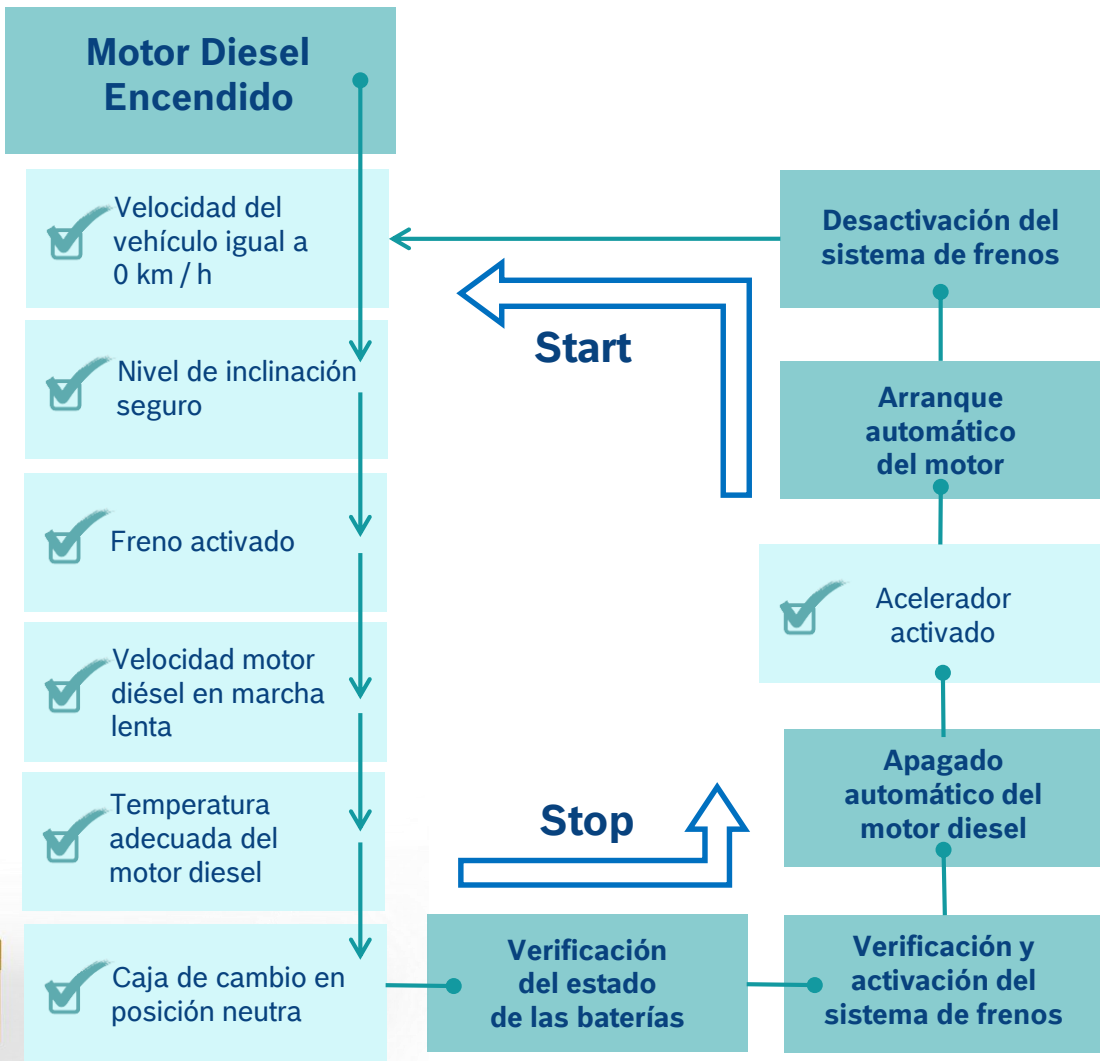 Motor Diesel
Encendido
Velocidad del
vehículo igual a
0 km / h
Nivel de inclinación
seguro
Freno activado
Velocidad motor
diésel en marcha
lenta
Temperatura
adecuada del
motor diesel
Caja de cambio en
posición neutra
Stop
Verificación
del estado
de las baterías
Verificación y
activación del
sistema de frenos
Apagado
automático del
motor diesel
Acelerador
activado
Arranque
automático
del motor
Desactivación del
sistema de frenos
Start